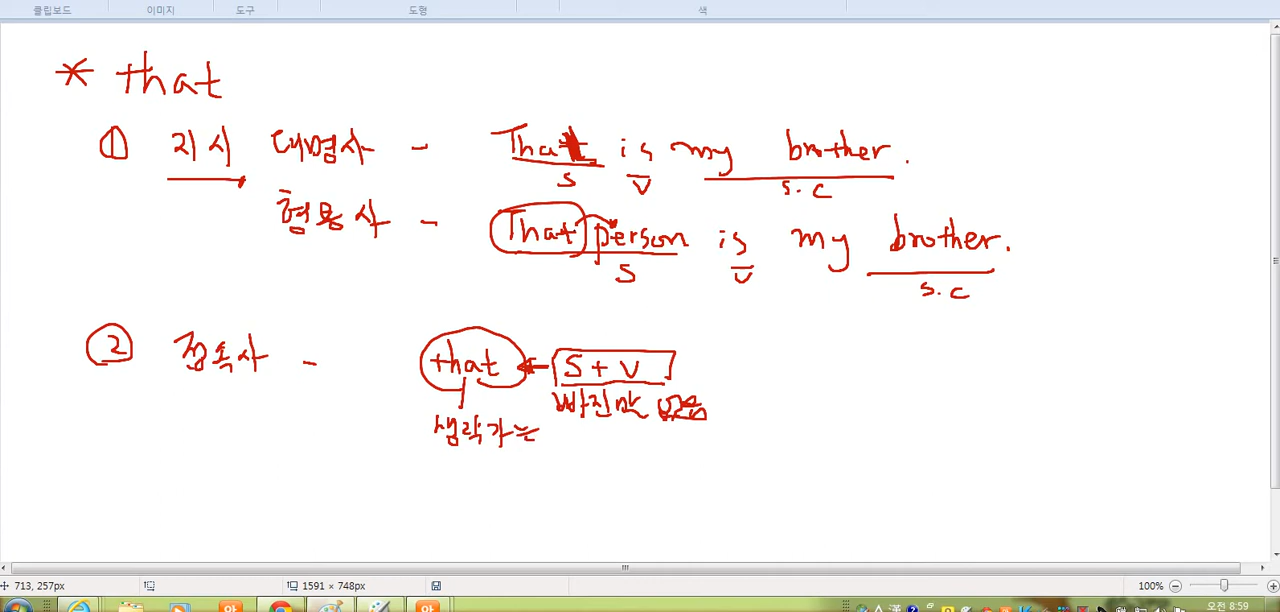 클립보드 이미지 도구 도형 색
* that
① 지시 대명사 - That is my brother.
S V S.C
형용사 - That person is my brother.
S V S.C
② 접속사 - that S + V
빠진만 없음
생략가능
713, 257px 1591 × 748px 100%
오전 8:59